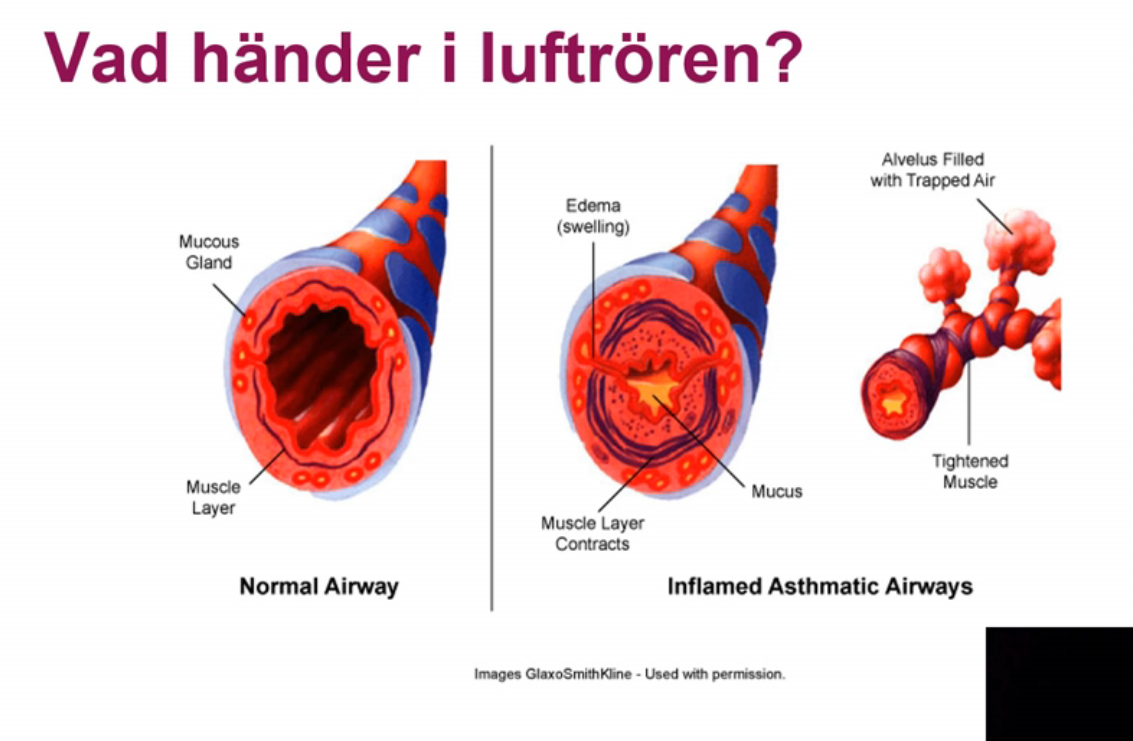 Vad händer i luftrören?
Mucous
Gland
Muscle
Layer
Normal Airway
Edema
(swelling)
Muscle Layer
Contracts
Mucus
Alvelus Filled
with Trapped Air
Tightened
Muscle
Inflamed Asthmatic Airways
Images GlaxoSmithKline - Used with permission.